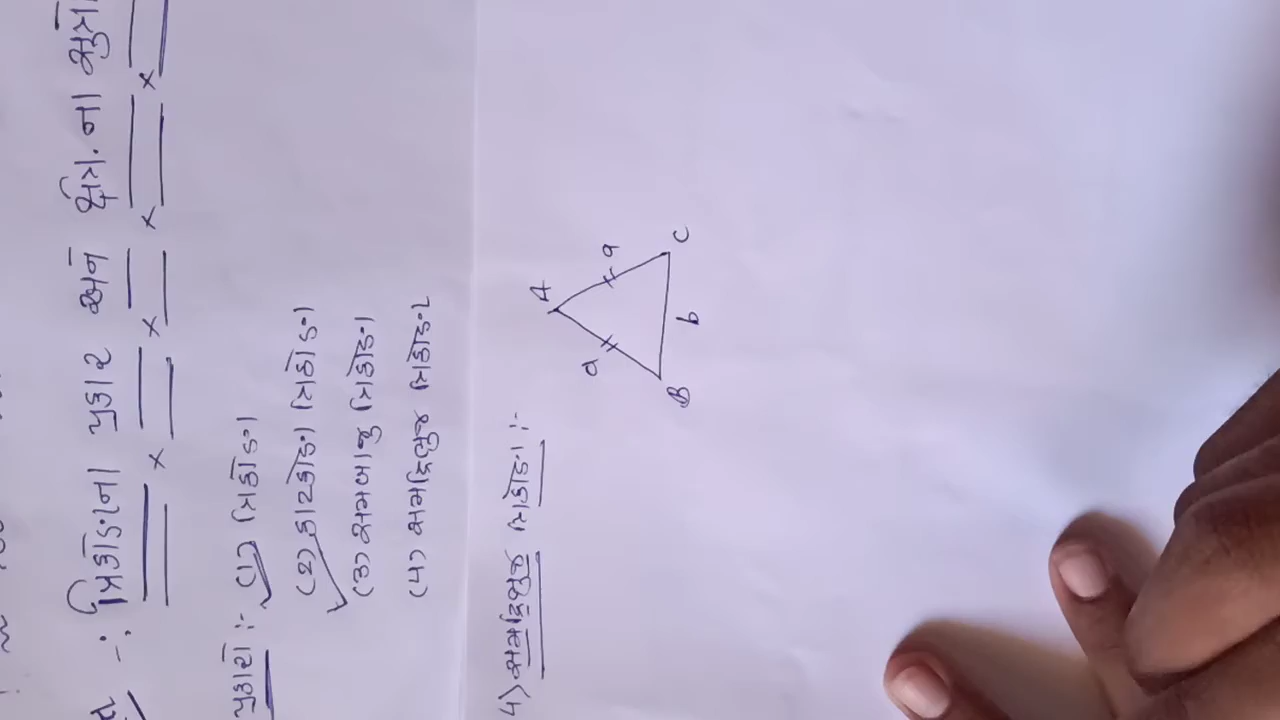 :- ત્રિકોણના પ્રકાર અને ક્ષેત્ર. ના
પ્રકારો :- (1) ત્રિકોણ
(2) કાટકોણ ત્રિકોણ
(3) સમબાજુ ત્રિકોણ
(4) સમદ્વિભુજ ત્રિકોણ
4) સમદ્વિભુજ ત્રિકોણ :-
A
a a
B b C